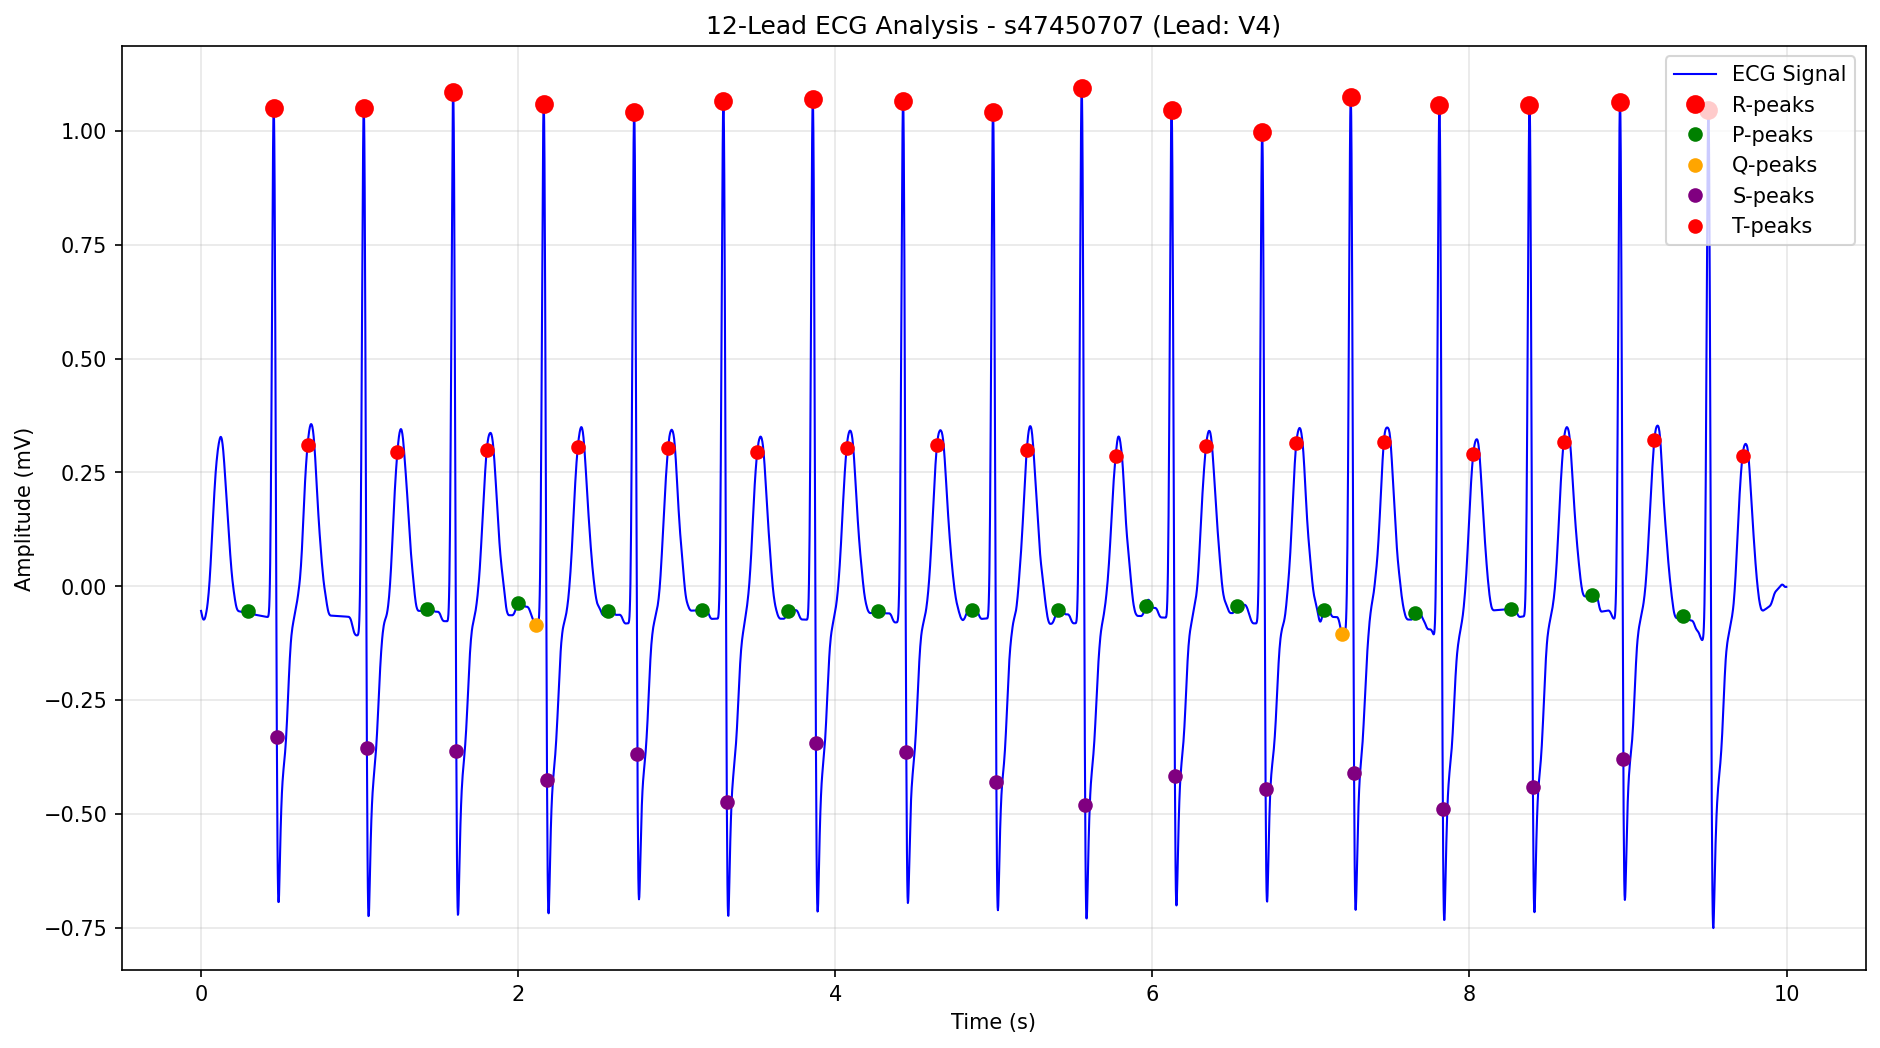 12-Lead ECG Analysis - s47450707 (Lead: V4)
ECG Signal
R-peaks
P-peaks
Q-peaks
S-peaks
T-peaks
Amplitude (mV)
1.00
0.75
0.50
0.25
0.00
−0.25
−0.50
−0.75
0 2 4 6 8 10
Time (s)